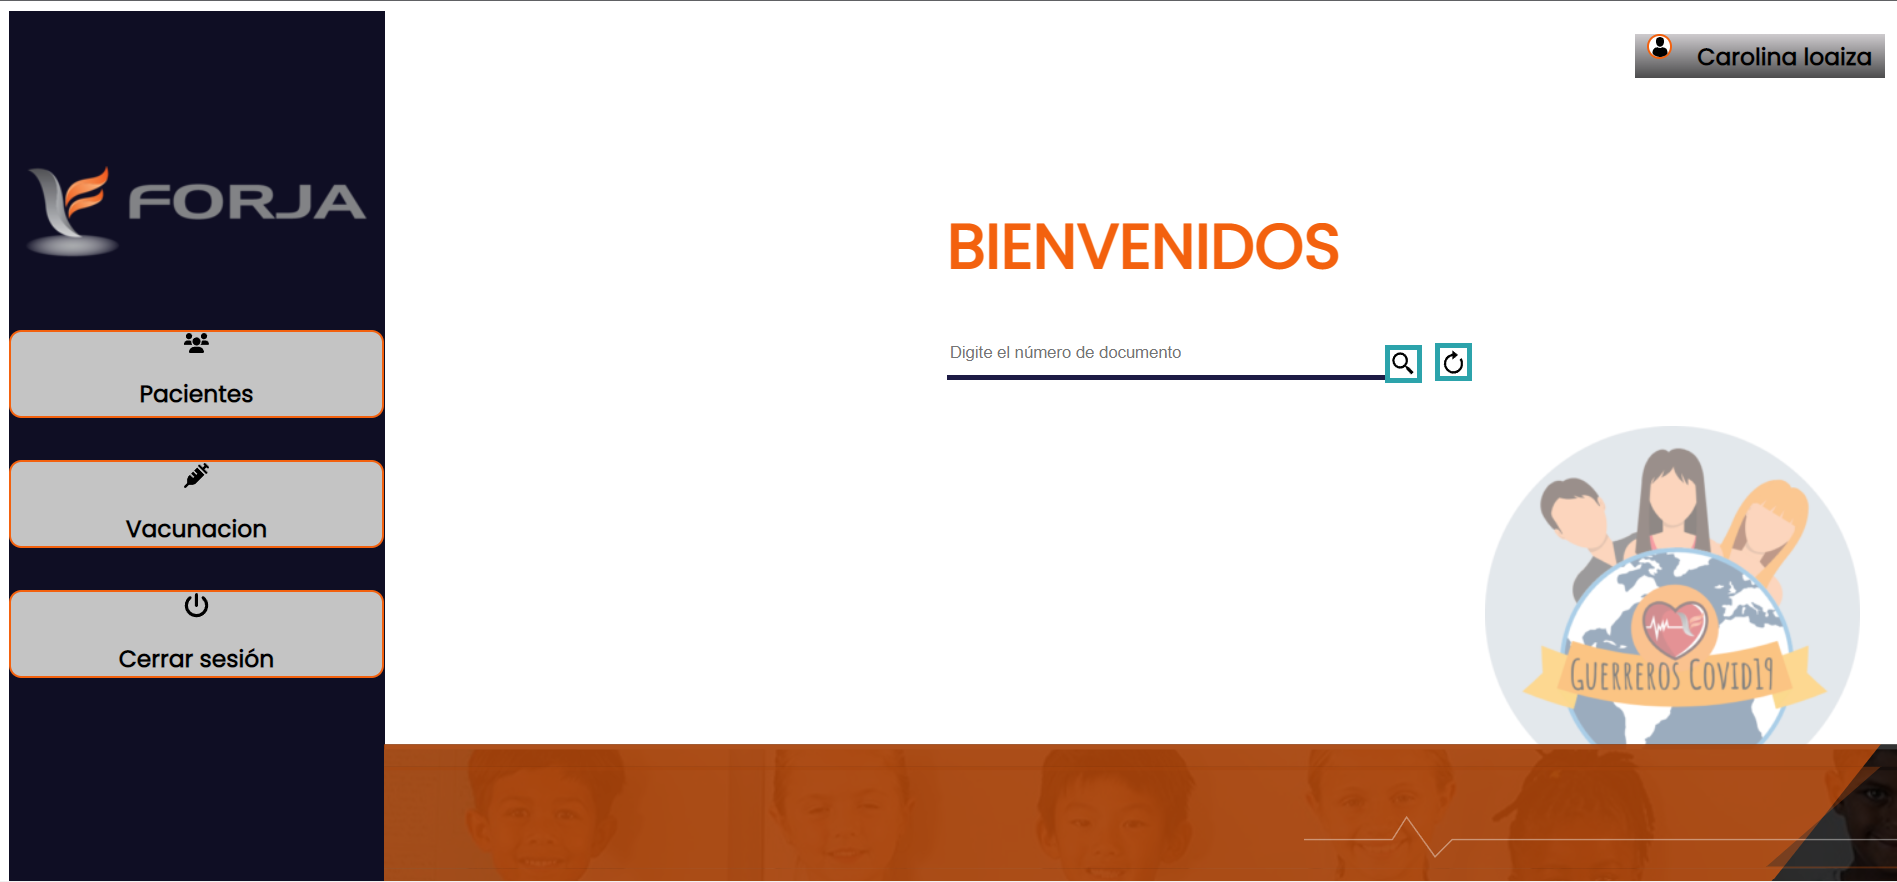 Carolina loaiza
FORJA
BIENVENIDOS
Digite el número de documento
Pacientes
Vacunacion
Cerrar sesión
GUERREROS COVID19